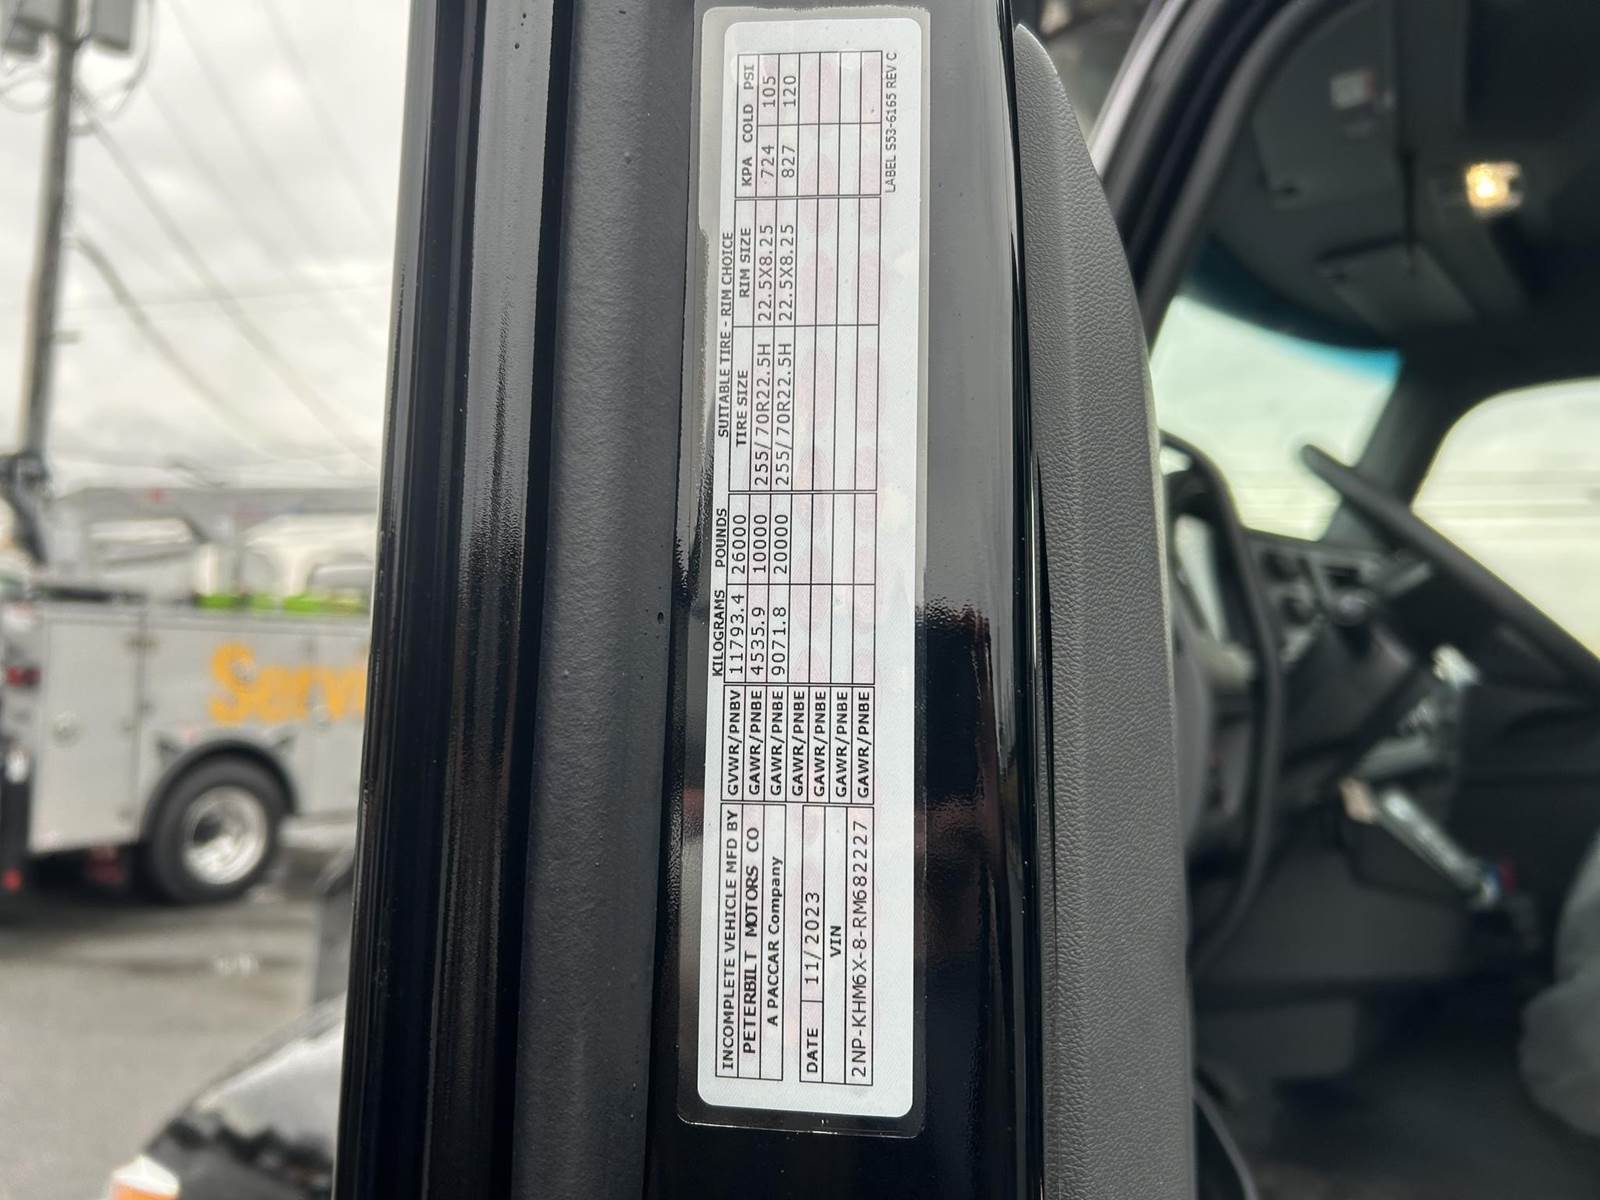 INCOMPLETE VEHICLE MFD BY
PETERBILT MOTORS CO
A PACCAR Company
DATE 11/2023
VIN
2NP-KHM6X-8-RM682227
KILOGRAMS POUNDS
GVWR/PNBV 11793.4 26000
SUITABLE TIRE - RIM CHOICE
TIRE SIZE RIM SIZE KPA COLD PSI
GAWR/PNBE 4535.9 10000 255/70R22.5H 22.5X8.25 724 105
GAWR/PNBE 9071.8 20000 255/70R22.5H 22.5X8.25 827 120
GAWR/PNBE
GAWR/PNBE
GAWR/PNBE
GAWR/PNBE
LABEL S53-6165 REV C
Serv